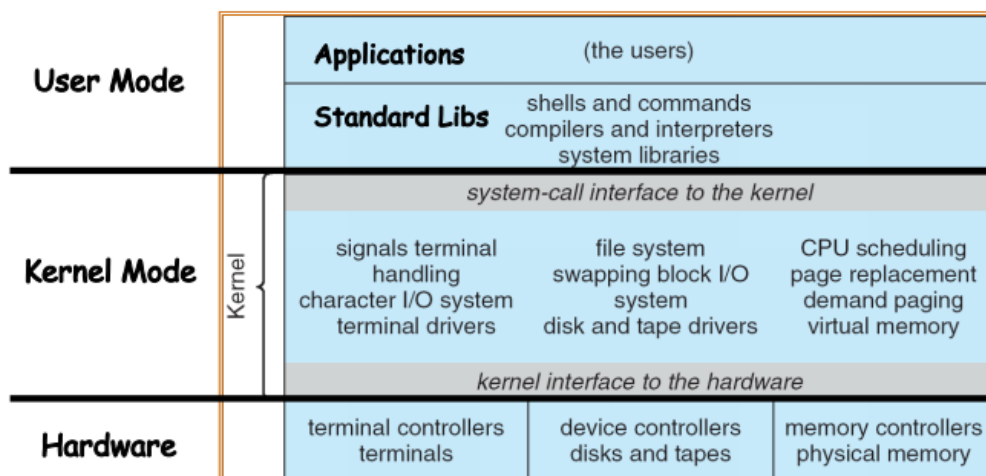 User Mode
Applications
(the users)
Standard Libs
shells and commands
compilers and interpreters
system libraries
Kernel Mode
Kernel
system-call interface to the kernel
signals terminal
handling
character I/O system
terminal drivers
file system
swapping block I/O
system
disk and tape drivers
CPU scheduling
page replacement
demand paging
virtual memory
kernel interface to the hardware
Hardware
terminal controllers
terminals
device controllers
disks and tapes
memory controllers
physical memory